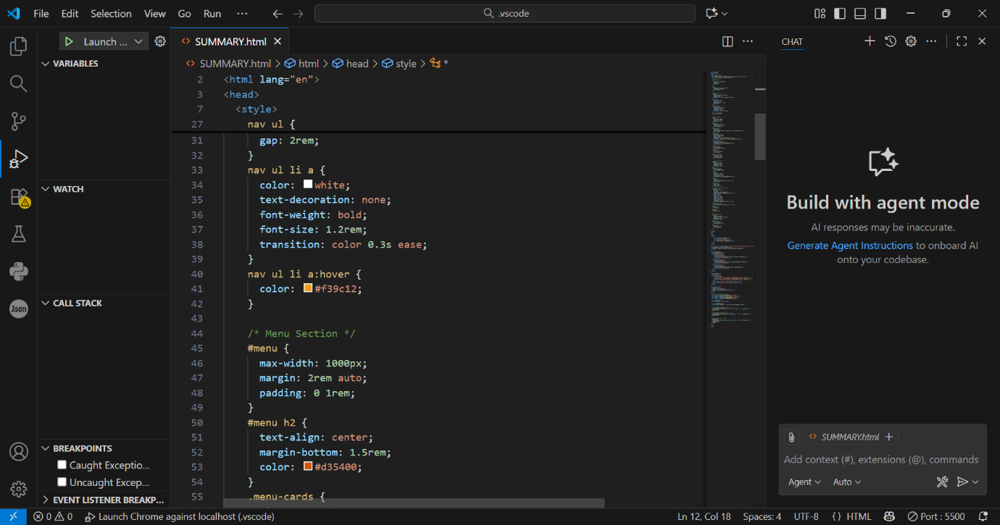 File Edit Selection View Go Run ··· .vscode
Launch ...
VARIABLES
WATCH
CALL STACK
BREAKPOINTS
Caught Exceptio...
Uncaught Excep...
EVENT LISTENER BREAKP...
Json
SUMMARY.html
SUMMARY.html > html > head > style > *
2 <html lang="en">
3 <head>
7 <style>
27 nav ul {
31 gap: 2rem;
32 }
33 nav ul li a {
34 color: white;
35 text-decoration: none;
36 font-weight: bold;
37 font-size: 1.2rem;
38 transition: color 0.3s ease;
39 }
40 nav ul li a:hover {
41 color: #f39c12;
42 }
43
44 /* Menu Section */
45 #menu {
46 max-width: 1000px;
47 margin: 2rem auto;
48 padding: 0 1rem;
49 }
50 #menu h2 {
51 text-align: center;
52 margin-bottom: 1.5rem;
53 color: #d35400;
54 }
55 .menu-cards {
CHAT
Build with agent mode
AI responses may be inaccurate.
Generate Agent Instructions to onboard AI
onto your codebase.
SUMMARY.html
Add context (#), extensions (@), commands
Agent Auto
0 0 Launch Chrome against localhost (.vscode) Ln 12, Col 18 Spaces: 4 UTF-8 {} HTML Port : 5500